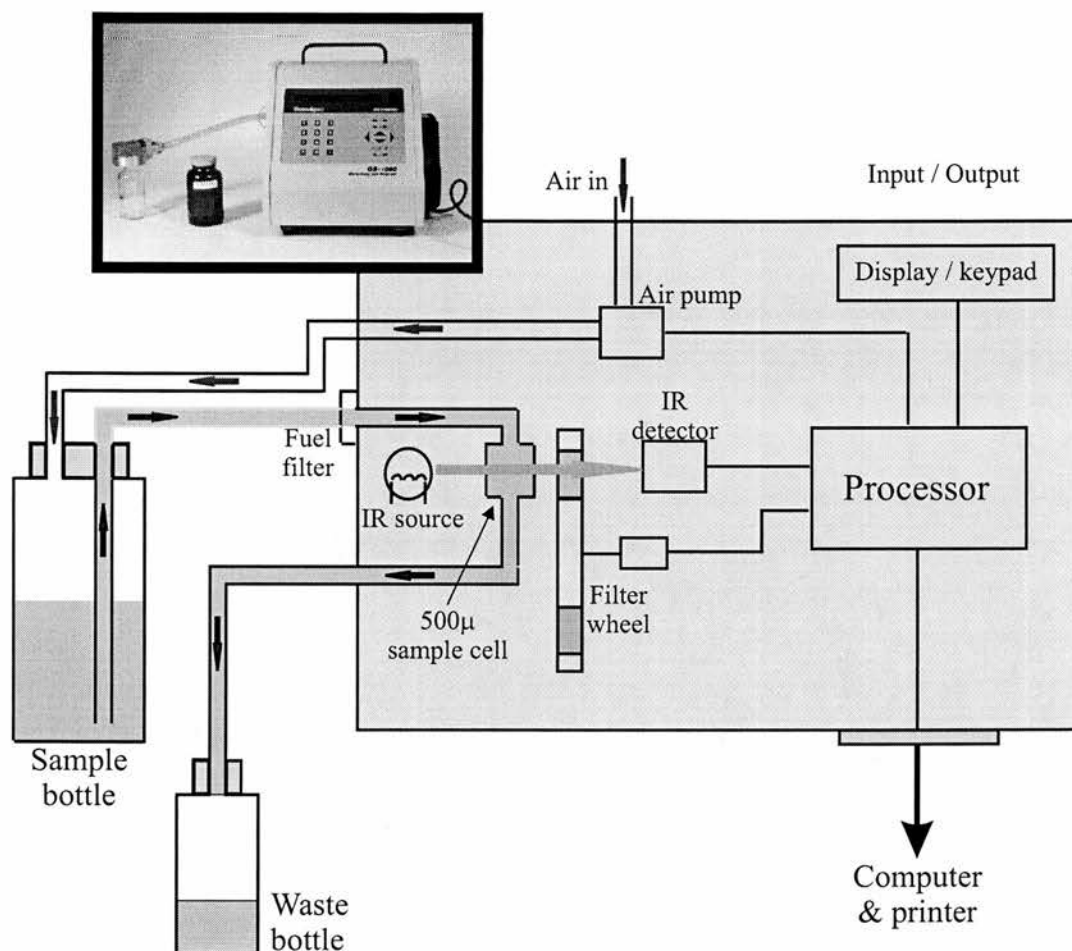 Air in
Input / Output
Display / keypad
Air pump
IR
detector
Fuel
filter
Processor
IR source
500μ
sample cell
Filter
wheel
Sample
bottle
Waste
bottle
Computer
& printer